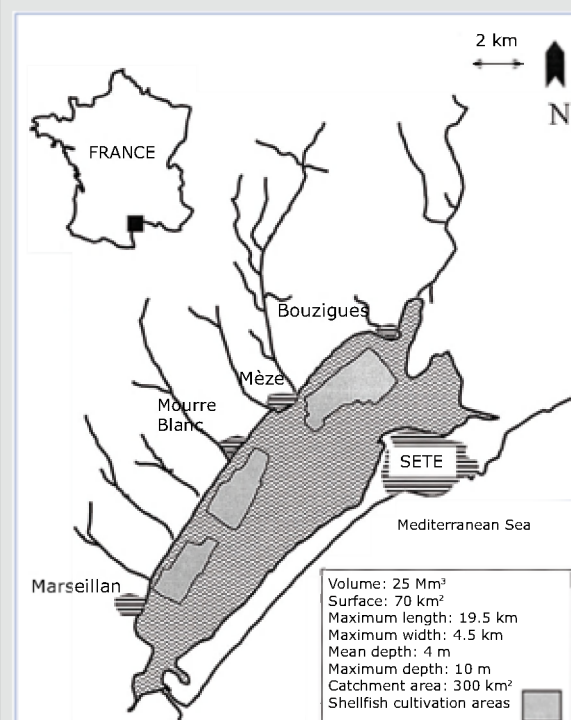 2 km
N
FRANCE
Bouzigues
Mèze
Mourre
Blanc
SETE
Mediterranean Sea
Marseillan
Volume: 25 Mm³
Surface: 70 km²
Maximum length: 19.5 km
Maximum width: 4.5 km
Mean depth: 4 m
Maximum depth: 10 m
Catchment area: 300 km²
Shellfish cultivation areas